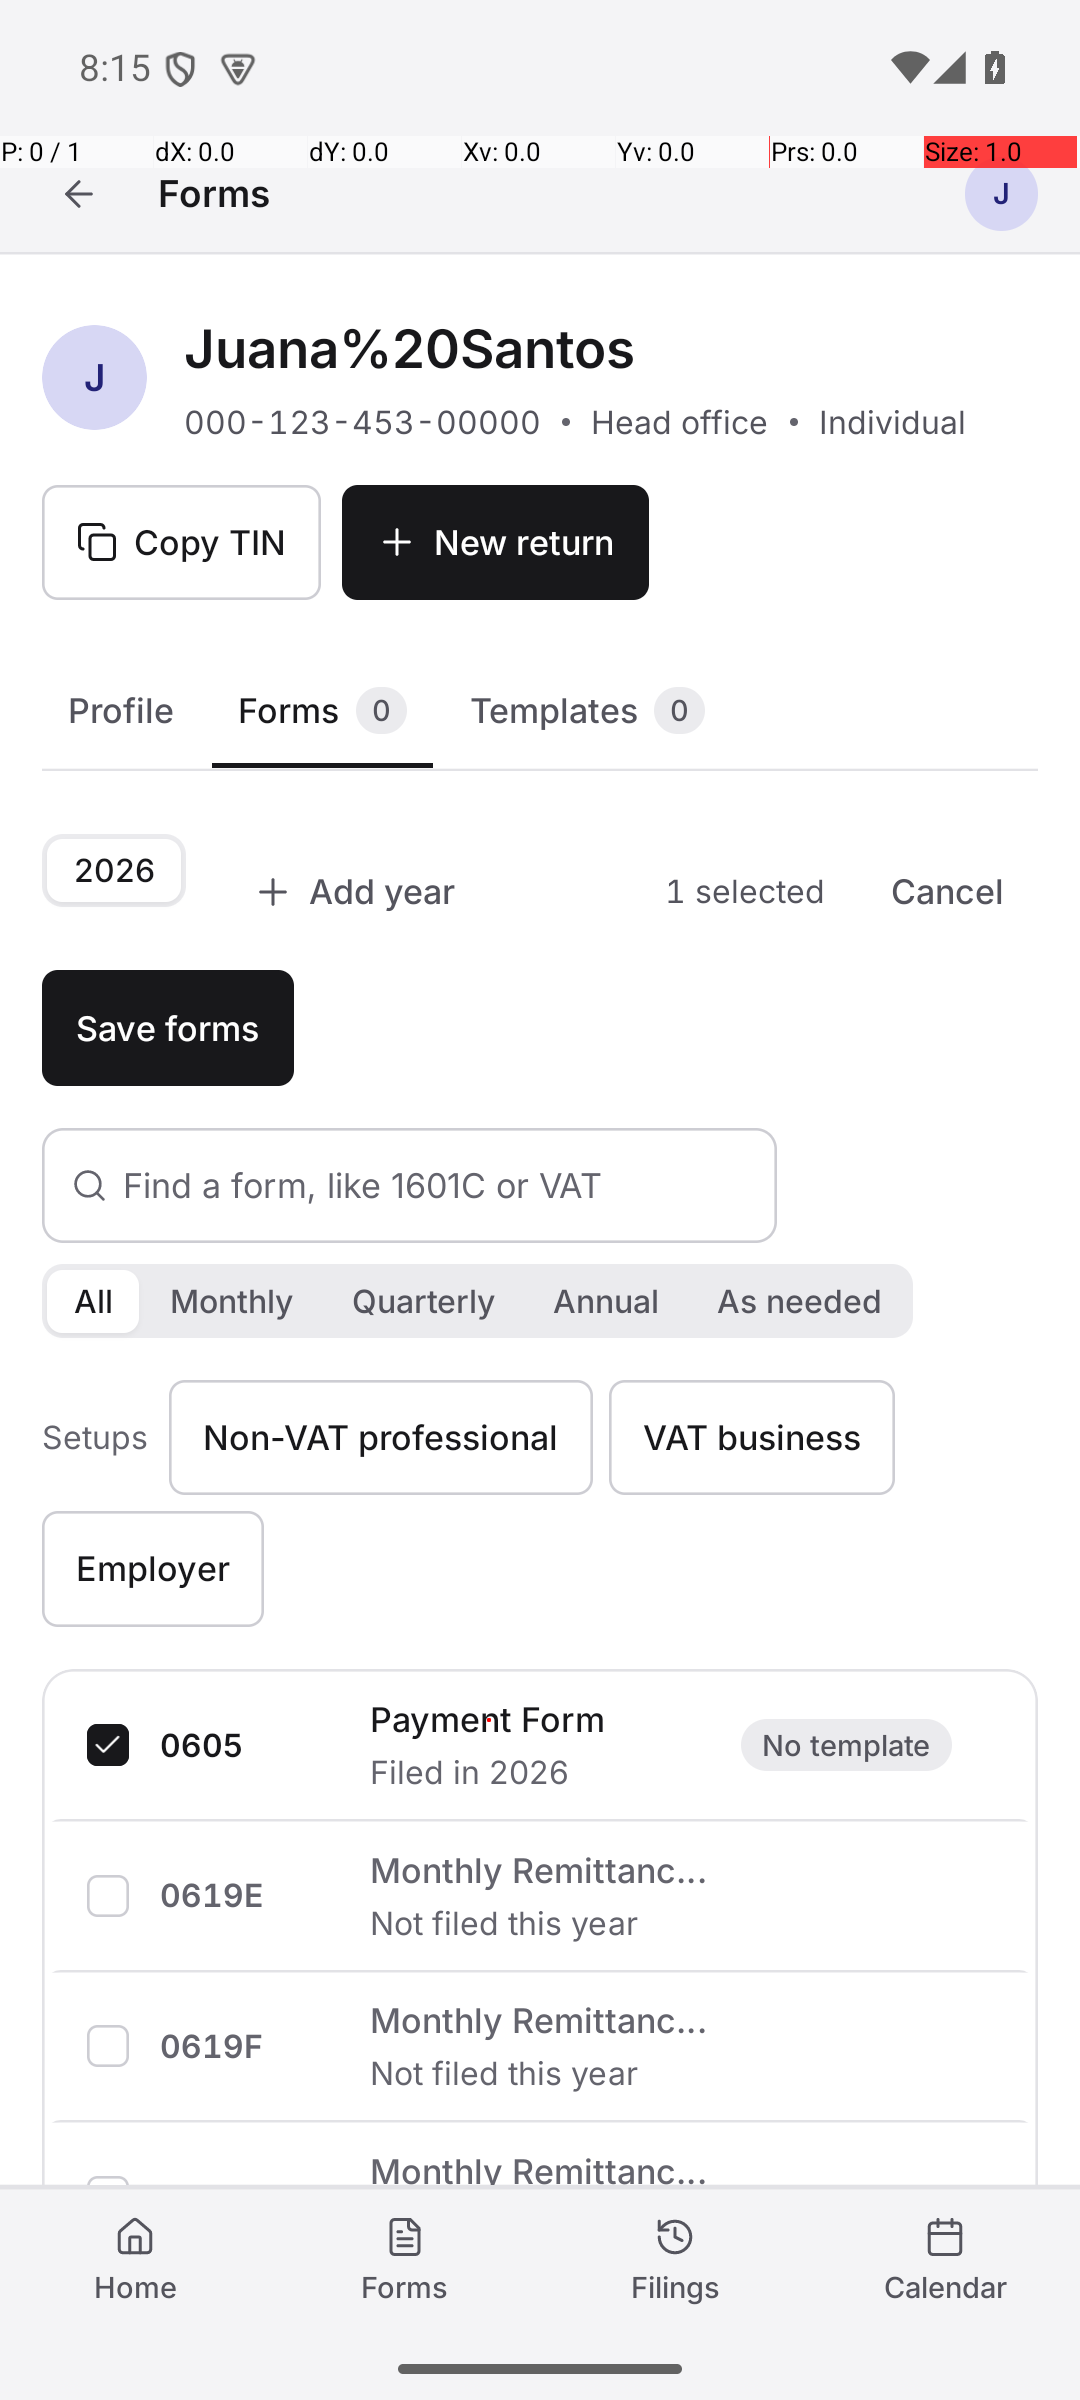 8:15
P: 0 / 1 dX: 0.0 dY: 0.0 Xv: 0.0 Yv: 0.0 Prs: 0.0 Size: 1.0
Forms J
J
Juana%20Santos
000-123-453-00000 • Head office • Individual
Copy TIN New return
Profile Forms 0 Templates 0
2026 Add year 1 selected Cancel
Save forms
Find a form, like 1601C or VAT
All Monthly Quarterly Annual As needed
Setups Non-VAT professional VAT business
Employer
0605 Payment Form No template
Filed in 2026
0619E Monthly Remittanc...
Not filed this year
0619F Monthly Remittanc...
Not filed this year
Monthly Remittanc...
Home Forms Filings Calendar